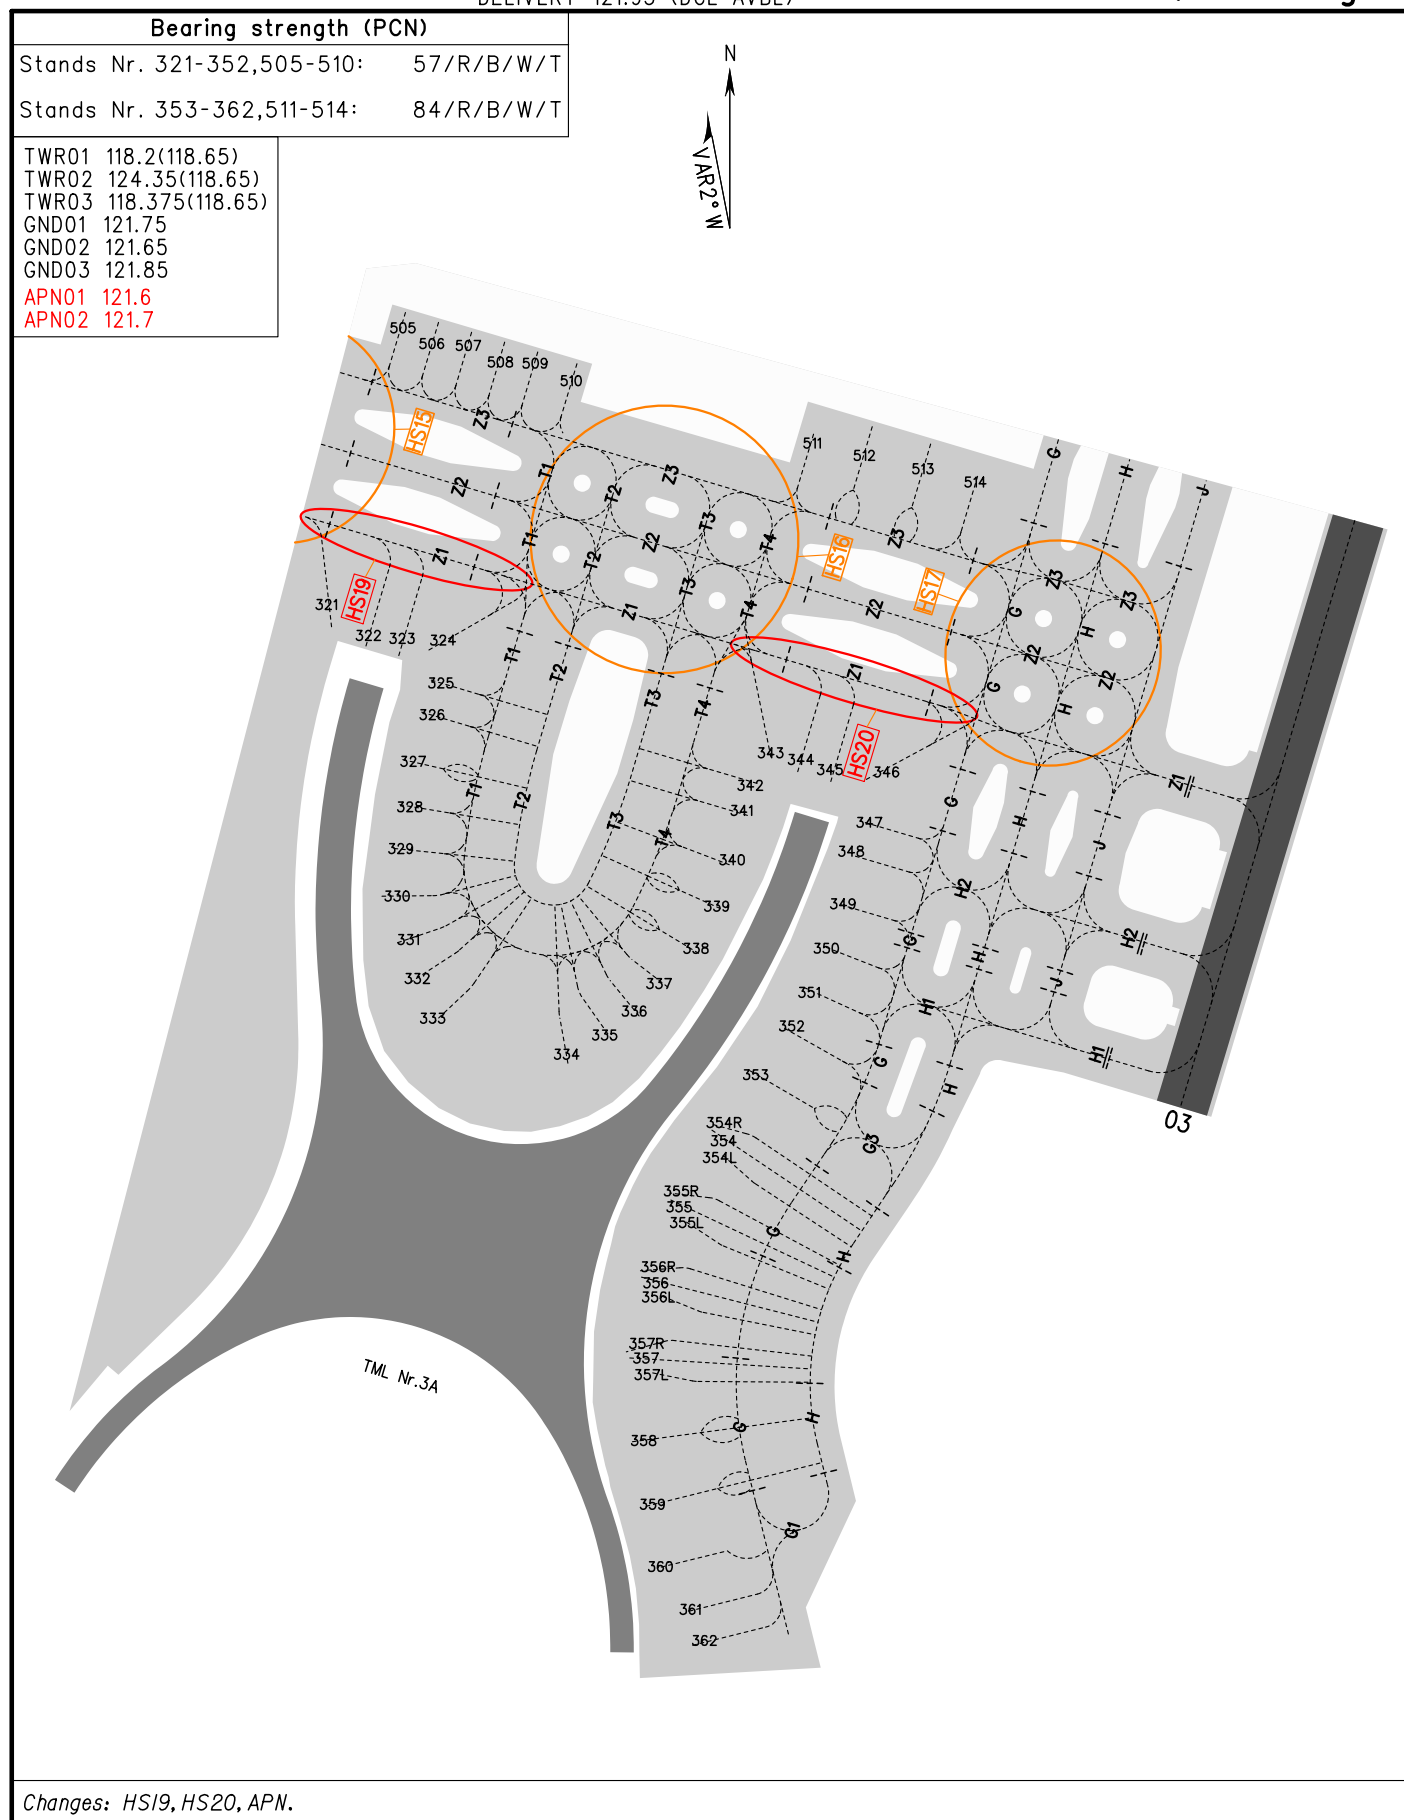 Bearing strength (PCN)
Stands Nr. 321-352,505-510: 57/R/B/W/T
Stands Nr. 353-362,511-514: 84/R/B/W/T
TWR01 118.2(118.65)
TWR02 124.35(118.65)
TWR03 118.375(118.65)
GND01 121.75
GND02 121.65
GND03 121.85
APN01 121.6
APN02 121.7
N
VAR2°W
505
506
507
508
509
510
Z3
HS15
Z2
T1
T2
Z3
T3
T4
511
512
513
514
G
H
J
HS16
Z3
HS17
Z1
T1
T2
Z2
T3
T4
Z1
Z2
G
Z3
H
Z3
Z2
Z2
G
H
HS19
321
322
323
324
T1
T2
T3
T4
Z1
HS20
343
344
345
346
325
326
327
328
329
330
331
332
333
334
335
336
337
338
339
340
341
342
T1
T2
T3
T4
G
H
J
Z1
347
348
349
350
351
352
353
H2
G
H
J
H2
H1
G
H
H1
03
354R
354
354L
G3
355R
355
355L
G
H
356R
356
356L
357R
357
357L
G
H
358
359
G1
360
361
362
TML Nr.3A
Changes: HS19,HS20,APN.